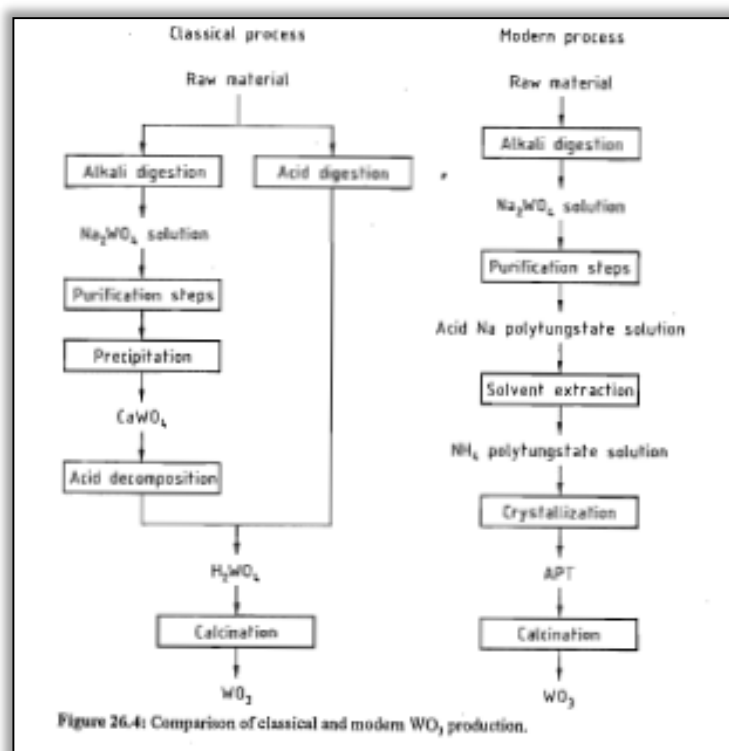 Classical process
Raw material
Alkali digestion
Acid digestion
Na₂WO₄ solution
Purification steps
Precipitation
CaWO₄
Acid decomposition
H₂WO₄
Calcination
WO₃
Modern process
Raw material
Alkali digestion
Na₂WO₄ solution
Purification steps
Acid Na polytungstate solution
Solvent extraction
NH₄ polytungstate solution
Crystallization
APT
Calcination
WO₃
Figure 26.4: Comparison of classical and modern WO₃ production.